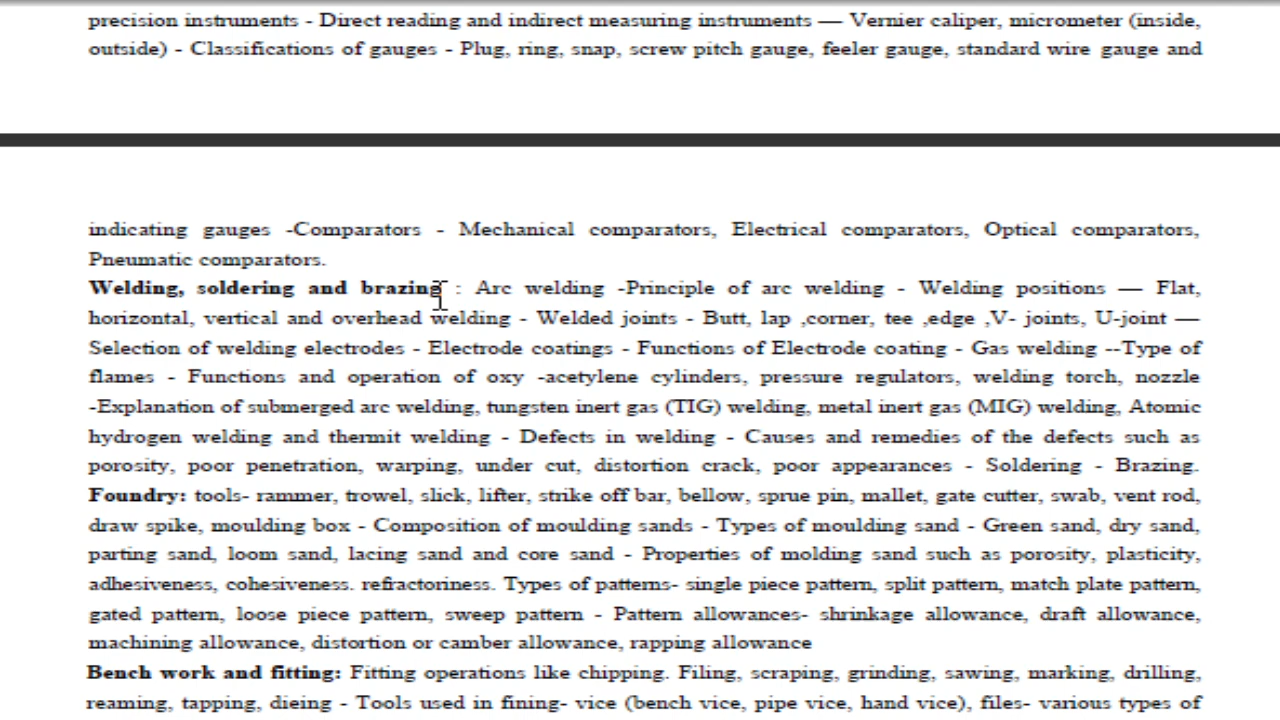 precision instruments - Direct reading and indirect measuring instruments — Vernier caliper, micrometer (inside,
outside) - Classifications of gauges - Plug, ring, snap, screw pitch gauge, feeler gauge, standard wire gauge and
indicating gauges -Comparators - Mechanical comparators, Electrical comparators, Optical comparators,
Pneumatic comparators.
Welding, soldering and brazing : Arc welding -Principle of arc welding - Welding positions — Flat,
horizontal, vertical and overhead welding - Welded joints - Butt, lap ,corner, tee ,edge ,V- joints, U-joint —
Selection of welding electrodes - Electrode coatings - Functions of Electrode coating - Gas welding --Type of
flames - Functions and operation of oxy -acetylene cylinders, pressure regulators, welding torch, nozzle
-Explanation of submerged arc welding, tungsten inert gas (TIG) welding, metal inert gas (MIG) welding, Atomic
hydrogen welding and thermit welding - Defects in welding - Causes and remedies of the defects such as
porosity, poor penetration, warping, under cut, distortion crack, poor appearances - Soldering - Brazing.
Foundry: tools- rammer, trowel, slick, lifter, strike off bar, bellow, sprue pin, mallet, gate cutter, swab, vent rod,
draw spike, moulding box - Composition of moulding sands - Types of moulding sand - Green sand, dry sand,
parting sand, loom sand, lacing sand and core sand - Properties of molding sand such as porosity, plasticity,
adhesiveness, cohesiveness. refractoriness. Types of patterns- single piece pattern, split pattern, match plate pattern,
gated pattern, loose piece pattern, sweep pattern - Pattern allowances- shrinkage allowance, draft allowance,
machining allowance, distortion or camber allowance, rapping allowance
Bench work and fitting: Fitting operations like chipping. Filing, scraping, grinding, sawing, marking, drilling,
reaming, tapping, dieing - Tools used in fining- vice (bench vice, pipe vice, hand vice), files- various types of